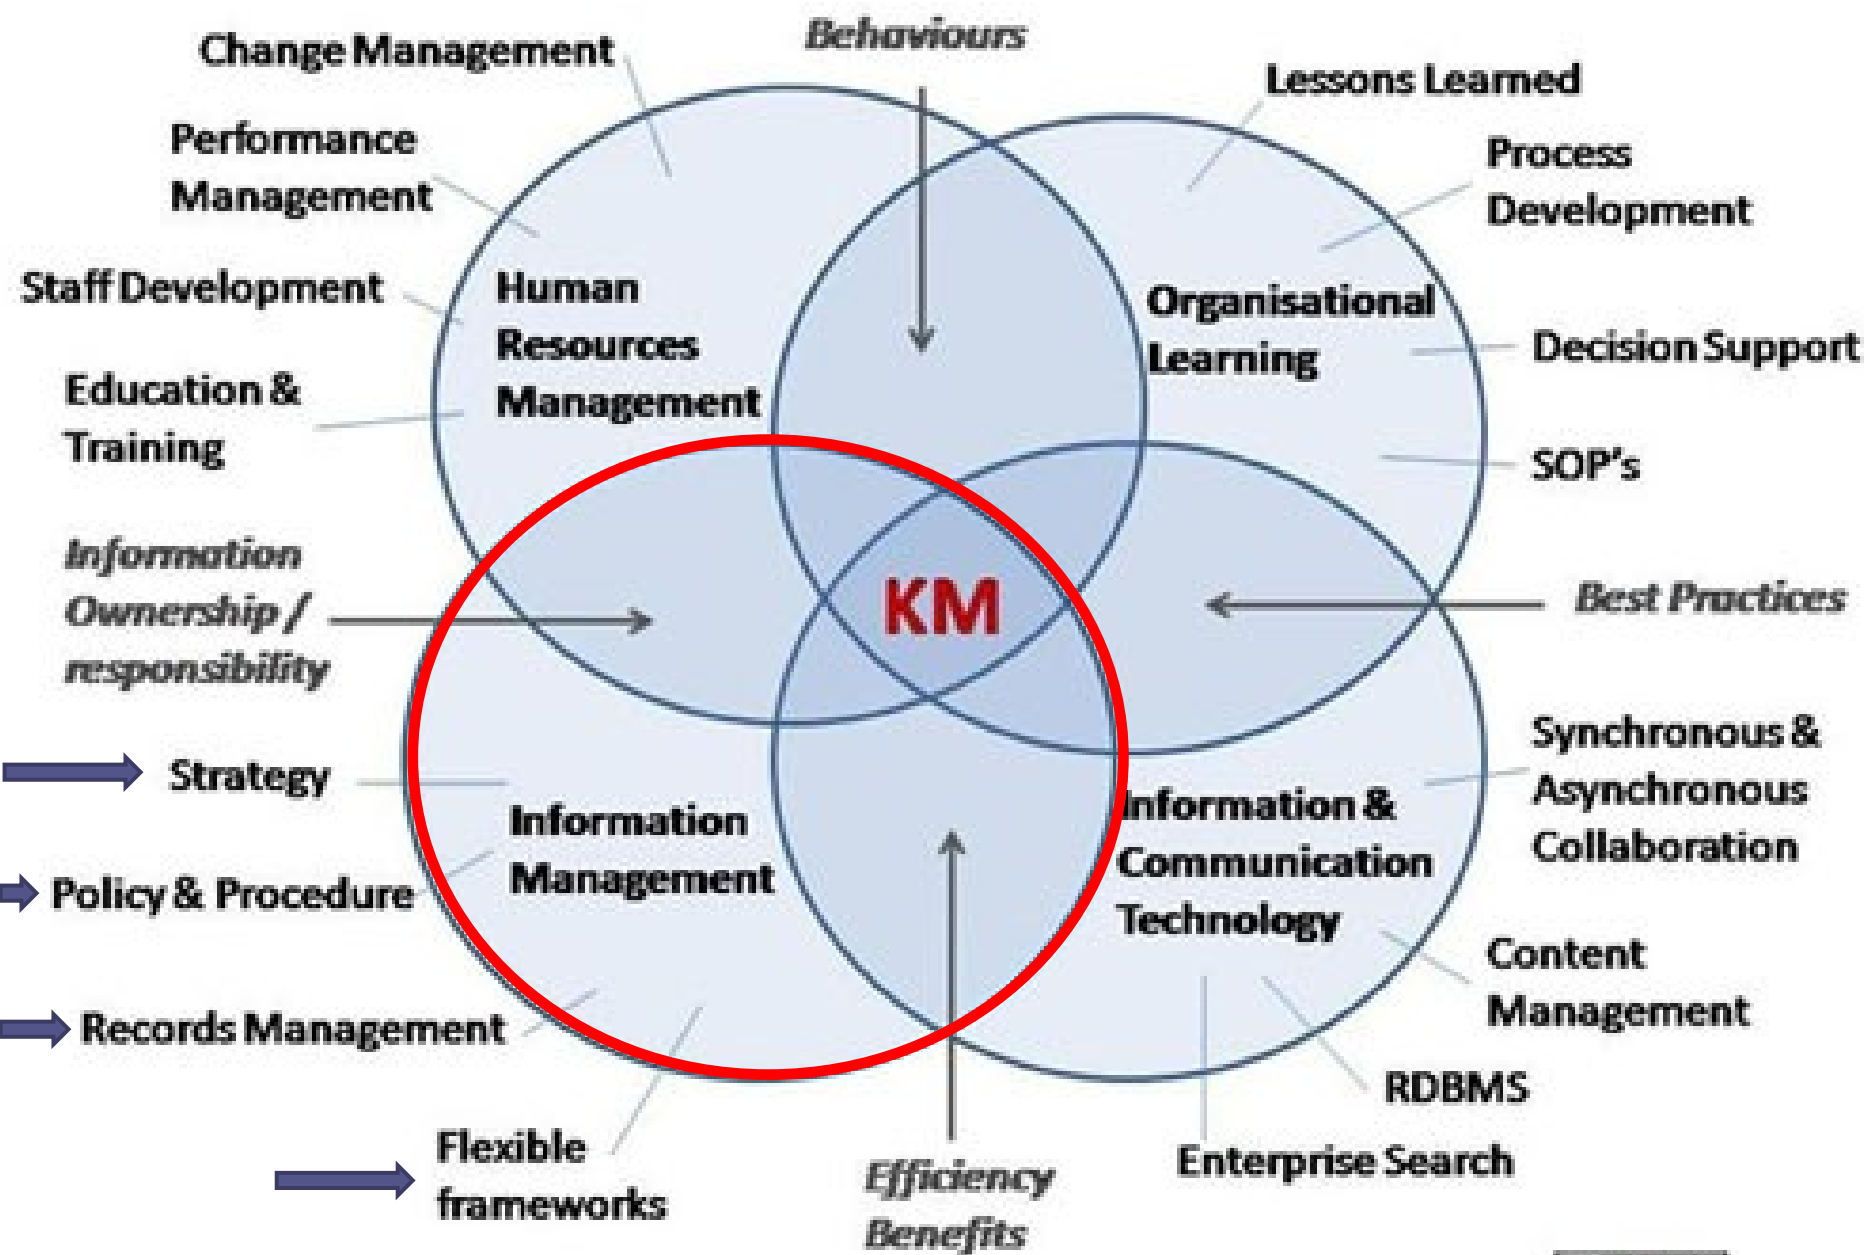 Behaviours
Change Management
Lessons Learned
Performance
Management
Process
Development
Staff Development
Human
Resources
Management
Organisational
Learning
Decision Support
Education &
Training
SOP's
Information
Ownership /
responsibility
KM
Best Practices
Strategy
Information
Management
Policy & Procedure
Records Management
Flexible
frameworks
Information &
Communication
Technology
Synchronous &
Asynchronous
Collaboration
Content
Management
RDBMS
Enterprise Search
Efficiency
Benefits